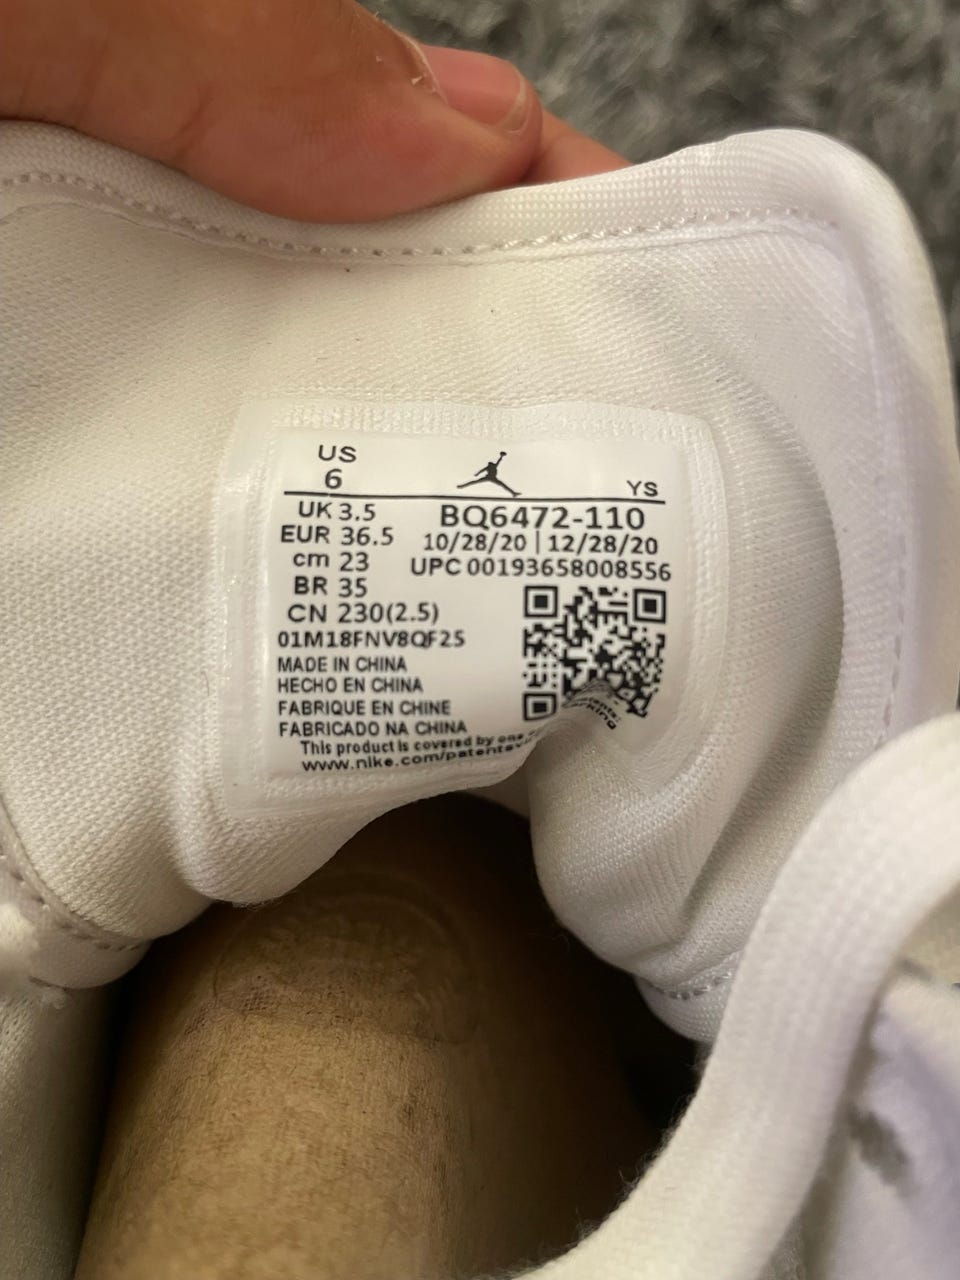 US
6
YS
UK 3.5
EUR 36.5
cm 23
BR 35
CN 230(2.5)
BQ6472-110
10/28/20 | 12/28/20
UPC 00193658008556
01M18FNV8QF25
MADE IN CHINA
HECHO EN CHINA
FABRIQUE EN CHINE
FABRICADO NA CHINA
This product is covered by one
www.nike.com/patents